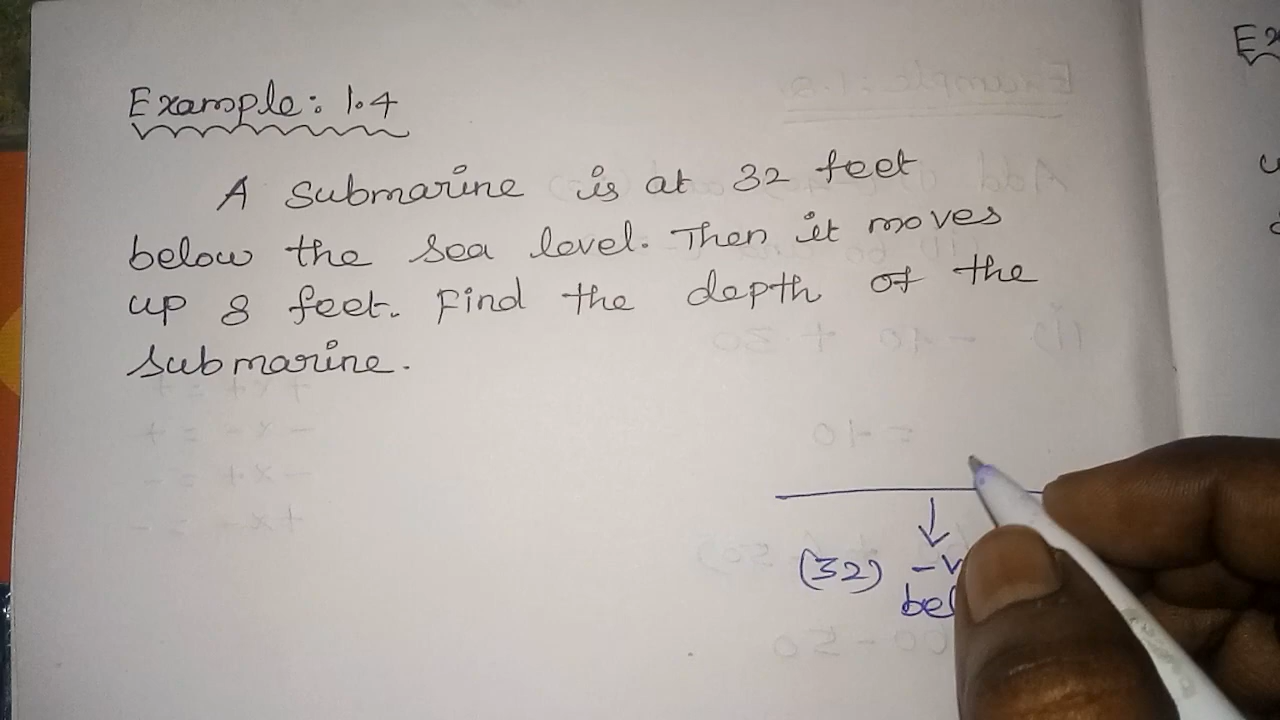 Example: 1.4
A submarine is at 32 feet
below the sea level. Then it moves
up 8 feet. Find the depth of the
submarine.
(32) -v
bel